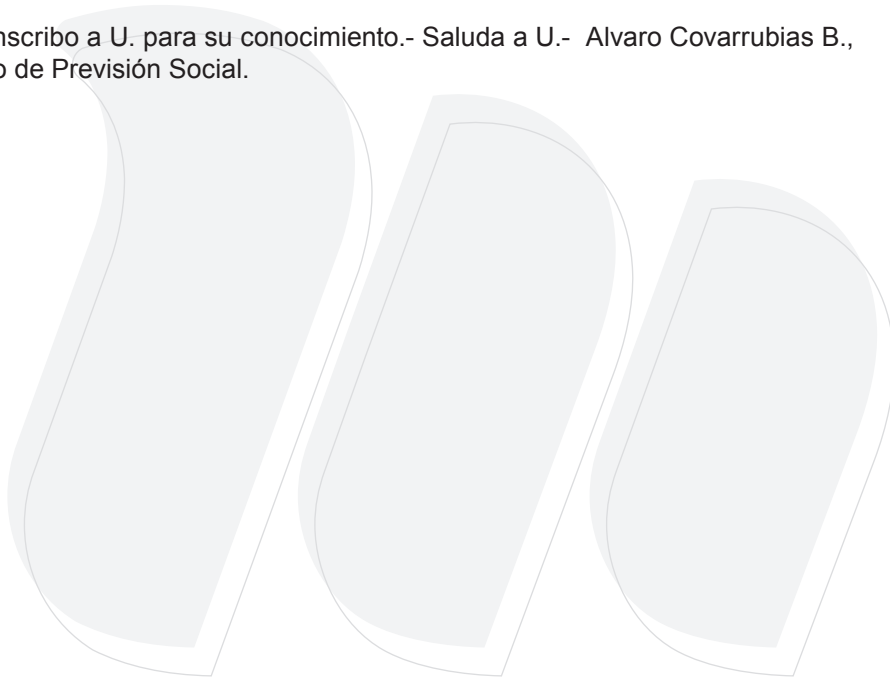 nscribo a U. para su conocimiento.- Saluda a U.- Alvaro Covarrubias B.,
o de Previsión Social.